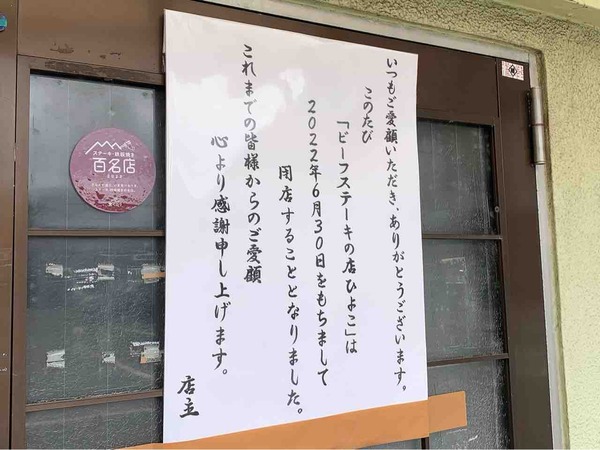 いつもご愛顧いただき、ありがとうございます。
このたび
「ビーフステーキの店ひよこ」は
2022年6月30日をもちまして
閉店することとなりました。
これまでの皆様からのご愛顧
心より感謝申し上げます。
店主
ステーキ・鉄板焼き
百名店